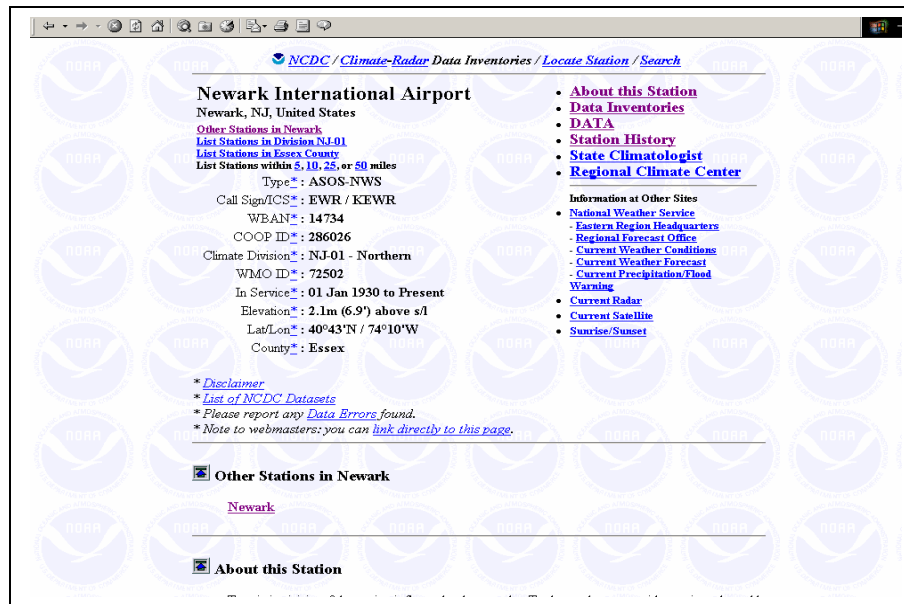 NCDC / Climate-Radar Data Inventories / Locate Station / Search
Newark International Airport
Newark, NJ, United States
Other Stations in Newark
List Stations in Division NJ-01
List Stations in Essex County
List Stations within 5, 10, 25, or 50 miles
Type* : ASOS-NWS
Call Sign/ICS* : EWR / KEWR
WBAN* : 14734
COOP ID* : 286026
Climate Division* : NJ-01 - Northern
WMO ID* : 72502
In Service* : 01 Jan 1930 to Present
Elevation* : 2.1m (6.9') above s/l
Lat/Lon* : 40°43'N / 74°10'W
County* : Essex
• About this Station
• Data Inventories
• DATA
• Station History
• State Climatologist
• Regional Climate Center
Information at Other Sites
• National Weather Service
- Eastern Region Headquarters
- Regional Forecast Office
- Current Weather Conditions
- Current Weather Forecast
- Current Precipitation/Flood
Warning
• Current Radar
• Current Satellite
• Sunrise/Sunset
* Disclaimer
* List of NCDC Datasets
* Please report any Data Errors found.
* Note to webmasters: you can link directly to this page.
Other Stations in Newark
Newark
About this Station